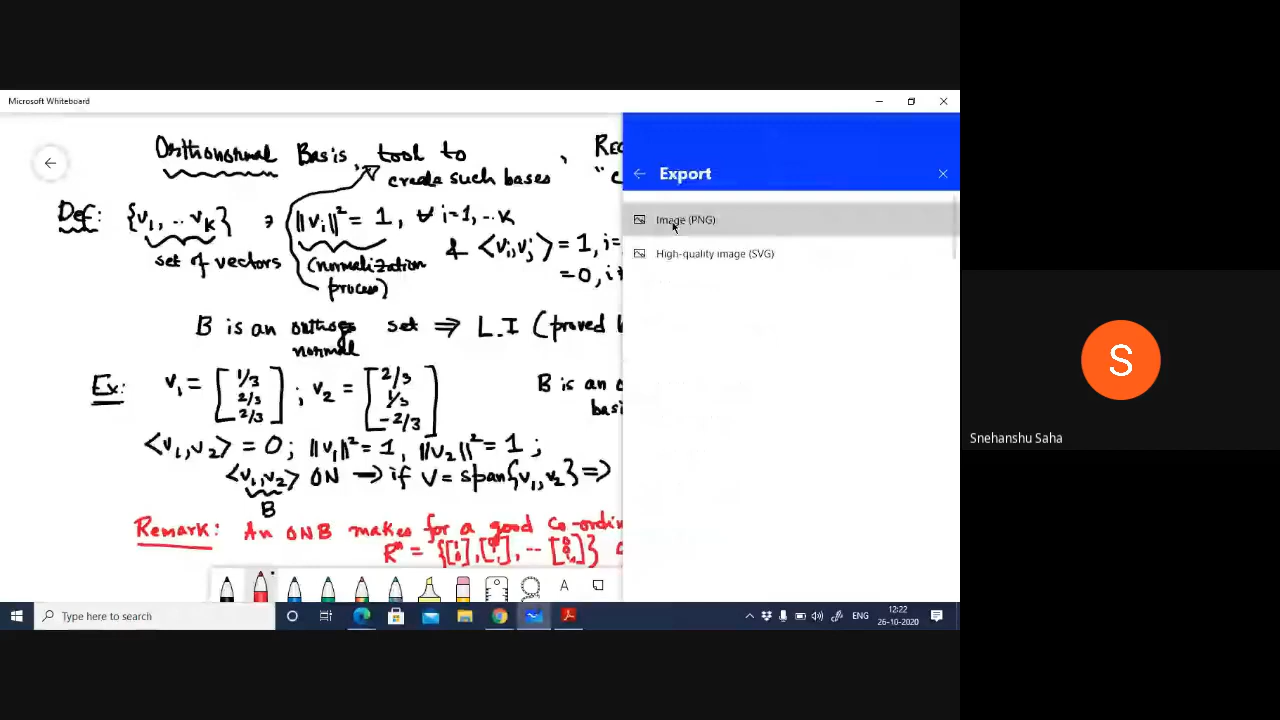 Microsoft Whiteboard
Orthonormal Basis, tool to create such bases , Rec
"c
Def: {v₁, .. vₖ} ; ||vᵢ||² = 1, ∀ i=1, ..k
set of vectors (normalization process) & <vᵢ,vⱼ> = 1, i=
=0, i
B is an ortho normal set ⇒ L.I (proved
Ex: v₁ = [1/3 2/3 2/3] ; v₂ = [2/3 1/3 -2/3] B is an o
basi
<v₁,v₂> = 0; ||v₁||² = 1, ||v₂||² = 1 ;
<v₁,v₂> ON → if V = span{v₁,v₂} =>
B
Remark: An ONB makes for a good co-ordin
Rⁿ =
Export
Image (PNG)
High-quality image (SVG)
S
Snehanshu Saha
Type here to search
ENG
12:22
26-10-2020